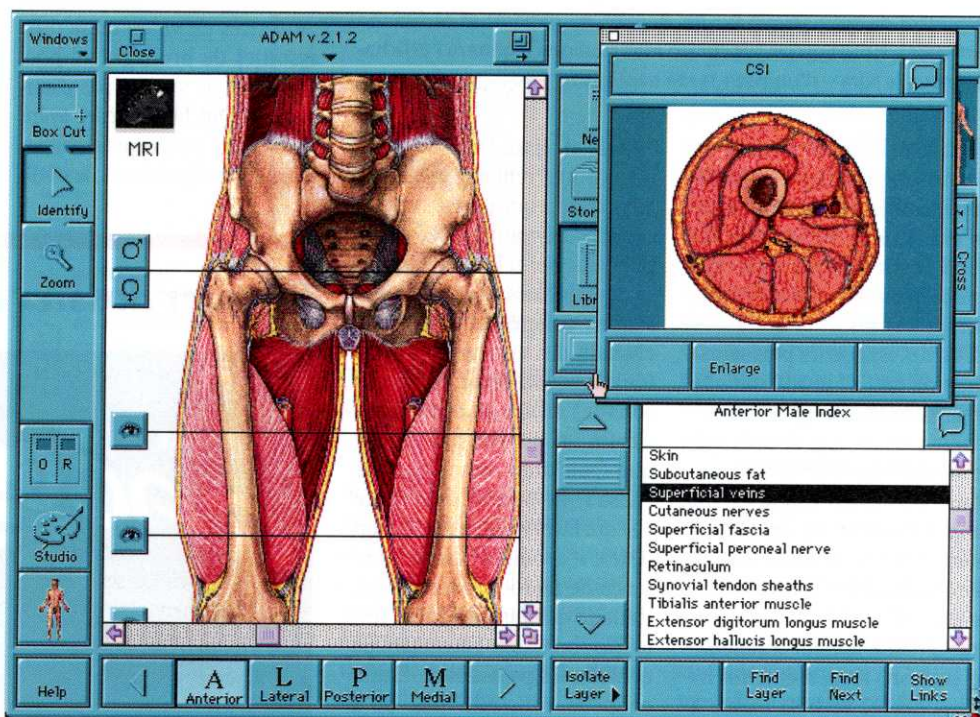 Windows
Close
ADAM v.2.1.2
CSI
Box Cut
MRI
Identify
Zoom
Cross
Enlarge
Anterior Male Index
Skin
Subcutaneous fat
Superficial veins
Cutaneous nerves
Superficial fascia
Superficial peroneal nerve
Retinaculum
Synovial tendon sheaths
Tibialis anterior muscle
Extensor digitorum longus muscle
Extensor hallucis longus muscle
O R
Studio
Help
A
Anterior
L
Lateral
P
Posterior
M
Medial
Isolate
Layer
Find
Layer
Find
Next
Show
Links